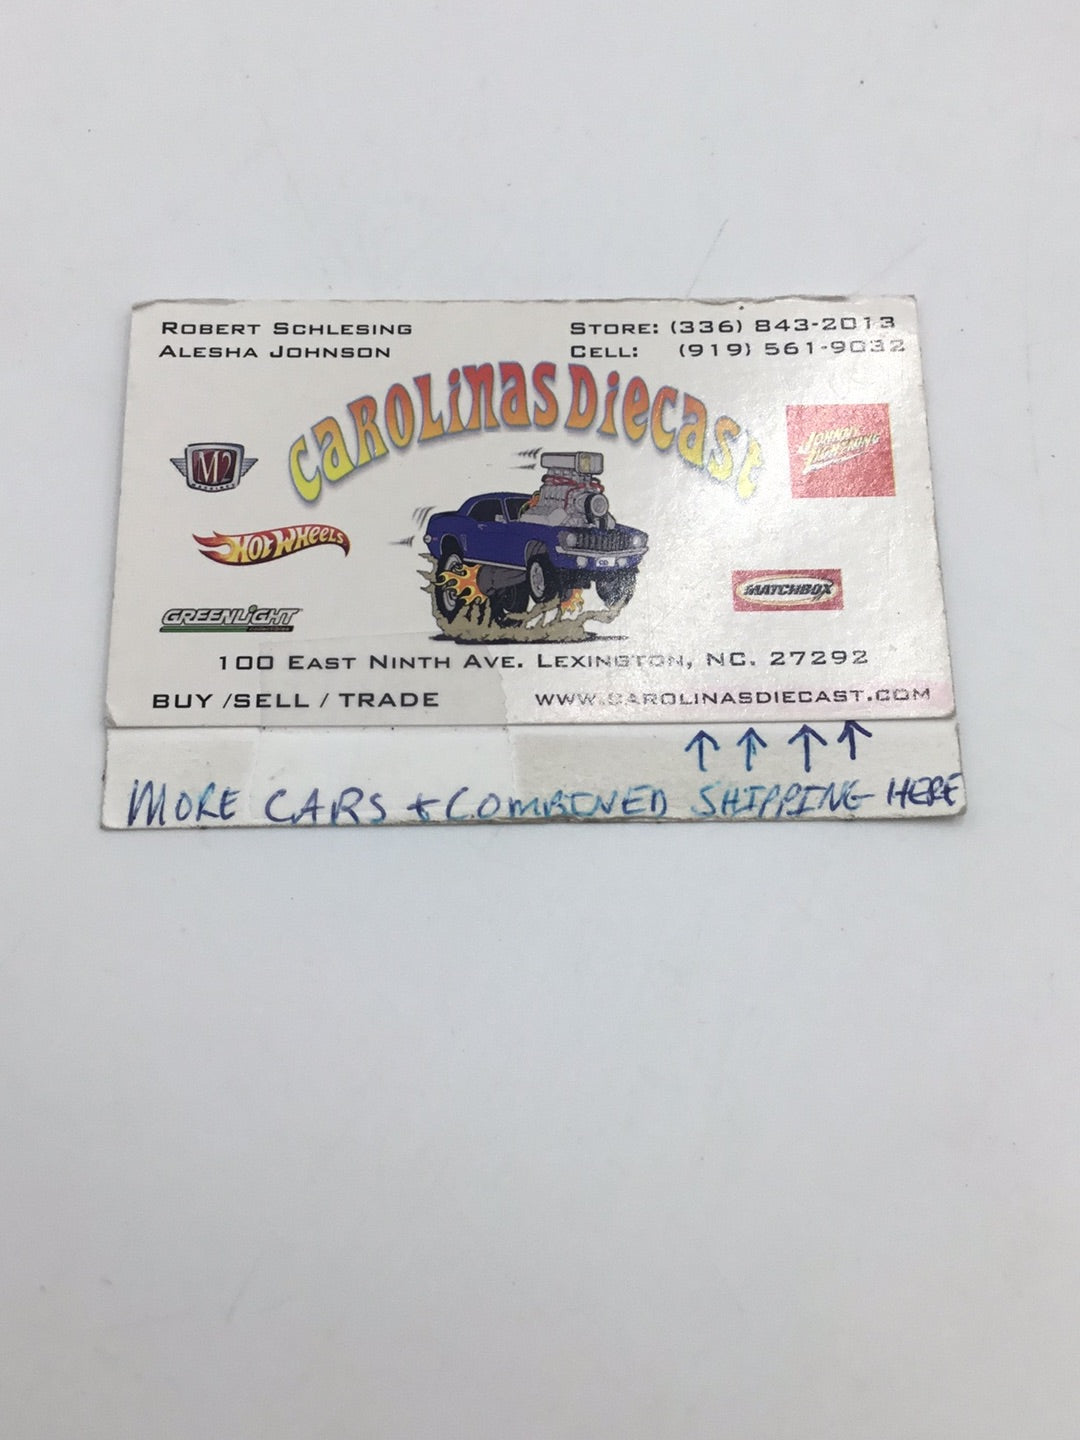 ROBERT SCHLESING
ALESHA JOHNSON
STORE: (336) 843-2013
CELL: (919) 561-9032
CAROLINAS DIECAST
M2
JOHNNY LIGHTNING
HOT WHEELS
MATCHBOX
GREENLIGHT
100 EAST NINTH AVE. LEXINGTON, NC. 27292
BUY /SELL / TRADE
WWW.CAROLINASDIECAST.COM
↑ ↑ ↑ ↑
MORE CARS & COMBINED SHIPPING HERE